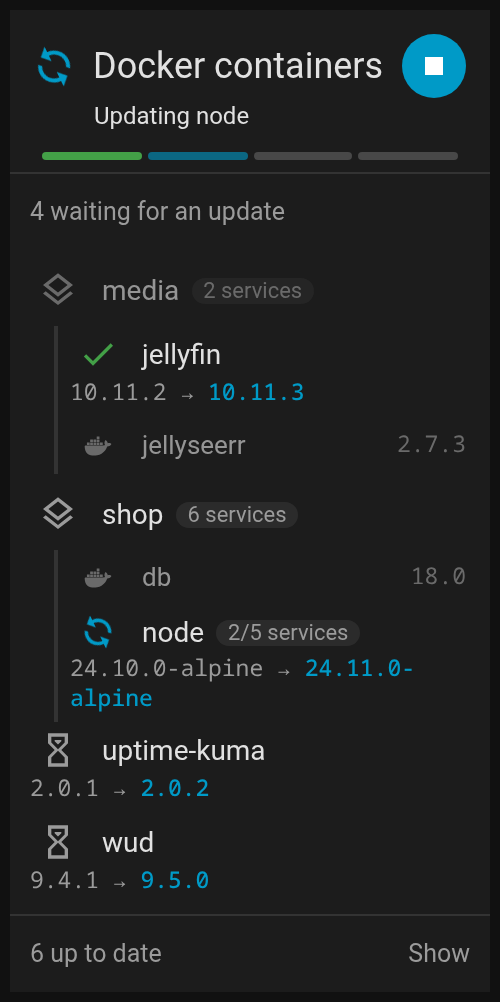 Docker containers
Updating node
4 waiting for an update
media 2 services
jellyfin
10.11.2 → 10.11.3
jellyseerr 2.7.3
shop 6 services
db 18.0
node 2/5 services
24.10.0-alpine → 24.11.0-
alpine
uptime-kuma
2.0.1 → 2.0.2
wud
9.4.1 → 9.5.0
6 up to date Show